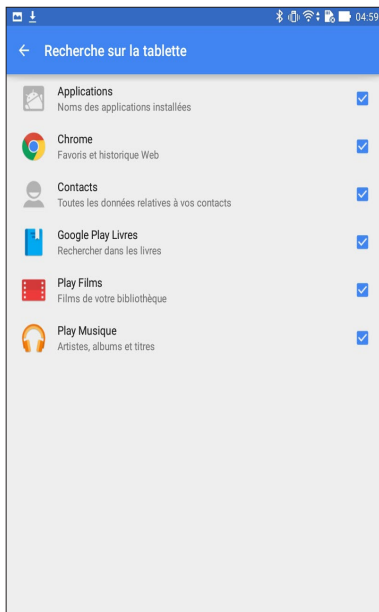 04:59
Recherche sur la tablette
Applications
Noms des applications installées
Chrome
Favoris et historique Web
Contacts
Toutes les données relatives à vos contacts
Google Play Livres
Rechercher dans les livres
Play Films
Films de votre bibliothèque
Play Musique
Artistes, albums et titres